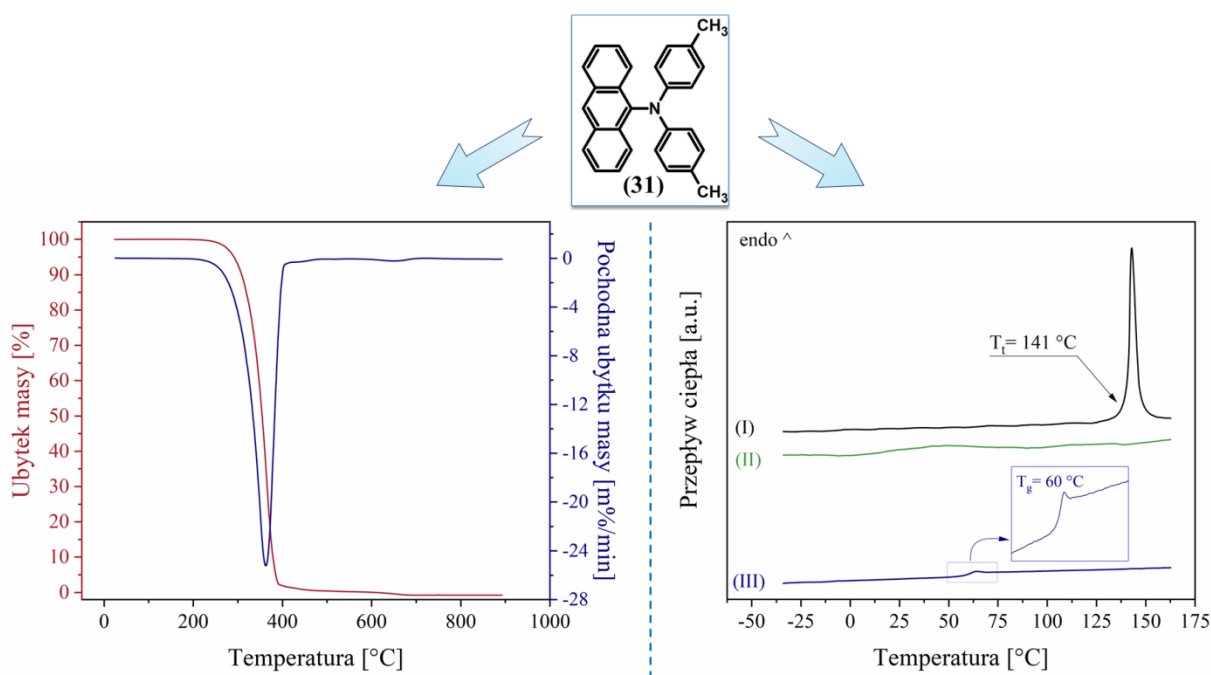 CH₃
N
(31)
CH₃
100
90
80
70
60
50
40
30
20
10
0
Ubytek masy [%]
0
-4
-8
-12
-16
-20
-24
-28
Pochodna ubytku masy [m%/min]
0
200
400
600
800
1000
Temperatura [°C]
endo ^
Tₜ= 141 °C
(I)
(II)
T_g= 60 °C
(III)
Przepływ ciepła [a.u.]
-50
-25
0
25
50
75
100
125
150
175
Temperatura [°C]